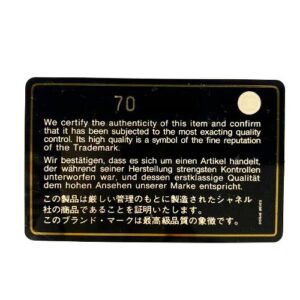 70
We certify the authenticity of this item and confirm
that it has been subjected to the most exacting quality
control. Its high quality is a symbol of the fine reputation
of the Trademark.
Wir bestätigen, dass es sich um einen Artikel handelt,
der während seiner Herstellung strengsten Kontrollen
unterworfen war, und dessen erstklassige Qualität
dem hohen Ansehen unserer Marke entspricht.
この製品は厳しい管理のもとに製造されたシャネル
社の商品であることを証明いたします。
このブランド・マークは最高級品質の象徴です。